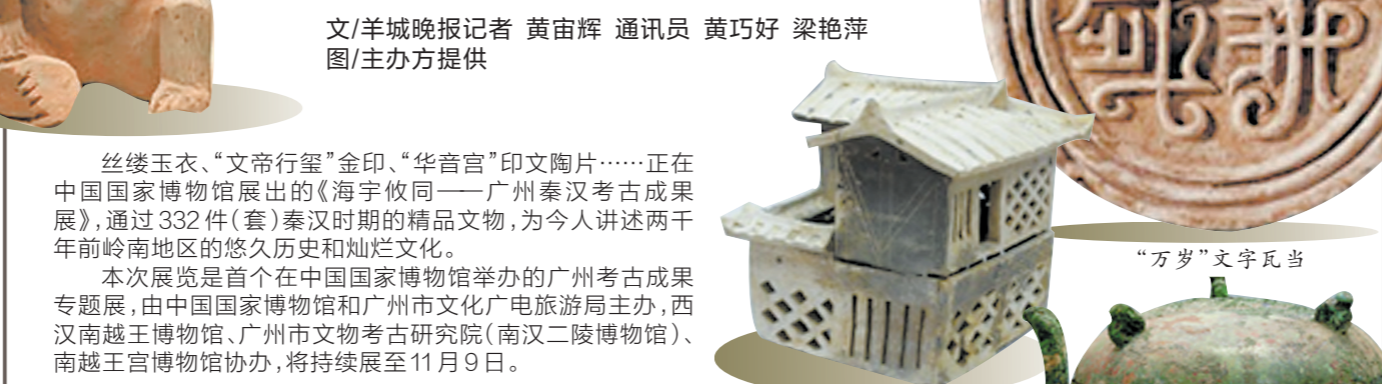 文/羊城晚报记者 黄宙辉 通讯员 黄巧好 梁艳萍
图/主办方提供
丝缕玉衣、“文帝行玺”金印、“华音宫”印文陶片……正在
中国国家博物馆展出的《海宇攸同——广州秦汉考古成果
展》,通过332件(套)秦汉时期的精品文物,为今人讲述两千
年前岭南地区的悠久历史和灿烂文化。
本次展览是首个在中国国家博物馆举办的广州考古成果
专题展,由中国国家博物馆和广州市文化广电旅游局主办,西
汉南越王博物馆、广州市文物考古研究院(南汉二陵博物馆)、
南越王宫博物馆协办,将持续展至11月9日。
“万岁”文字瓦当